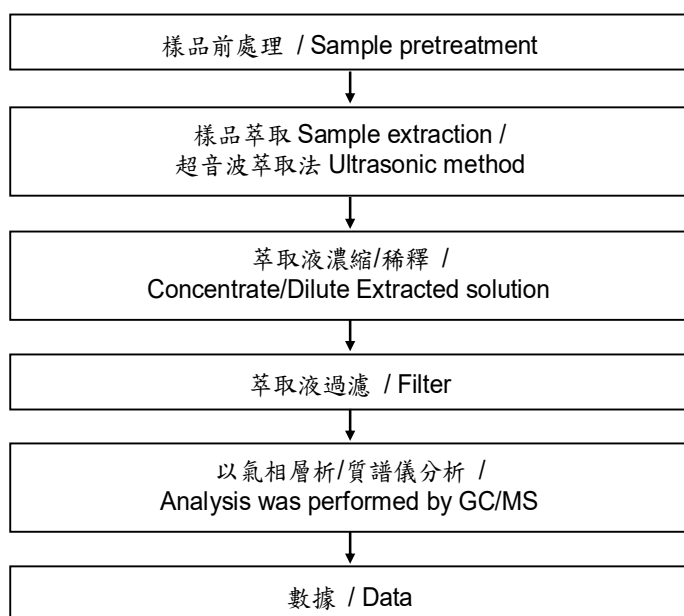 樣品前處理 / Sample pretreatment
樣品萃取 Sample extraction /
超音波萃取法 Ultrasonic method
萃取液濃縮/稀釋 /
Concentrate/Dilute Extracted solution
萃取液過濾 / Filter
以氣相層析/質譜儀分析 /
Analysis was performed by GC/MS
數據 / Data